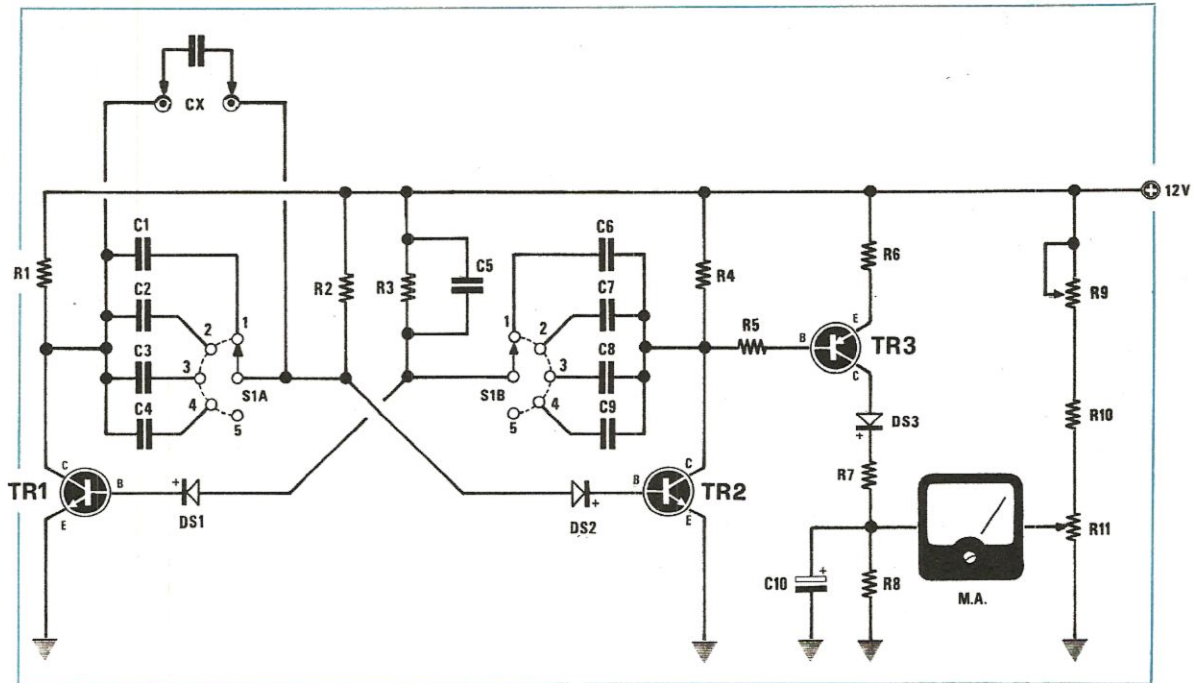 CX
12V
C1
C6
R1
R2
R3
C5
R4
R6
C2
C7
R9
1
2
1
2
R5
B
E
TR3
C
C3
3
S1A
S1B
3
C8
C4
4
5
5
4
C9
DS3
+
R10
TR1
C
B
E
+
DS1
DS2
+
B
C
E
TR2
R7
R11
C10
+
R8
M.A.